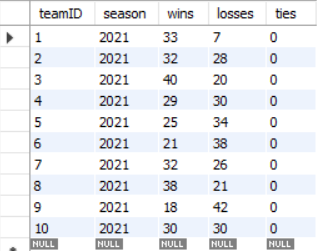 teamID season wins losses ties
1 2021 33 7 0
2 2021 32 28 0
3 2021 40 20 0
4 2021 29 30 0
5 2021 25 34 0
6 2021 21 38 0
7 2021 32 26 0
8 2021 38 21 0
9 2021 18 42 0
10 2021 30 30 0
NULL NULL NULL NULL NULL